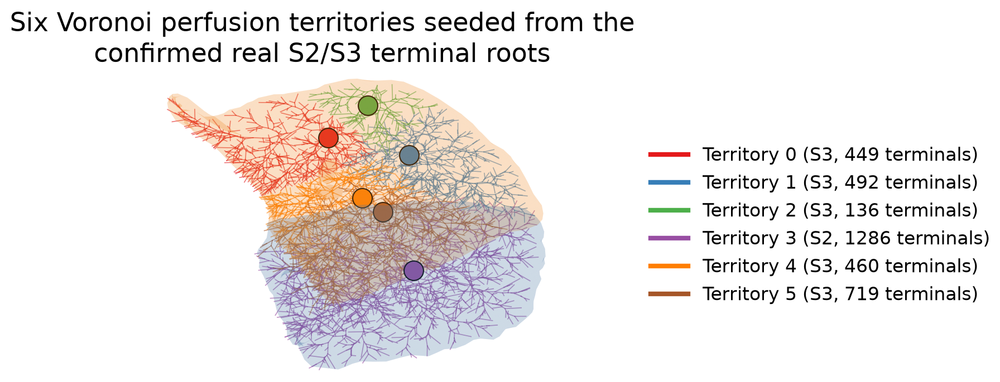 Six Voronoi perfusion territories seeded from the
confirmed real S2/S3 terminal roots
Territory 0 (S3, 449 terminals)
Territory 1 (S3, 492 terminals)
Territory 2 (S3, 136 terminals)
Territory 3 (S2, 1286 terminals)
Territory 4 (S3, 460 terminals)
Territory 5 (S3, 719 terminals)